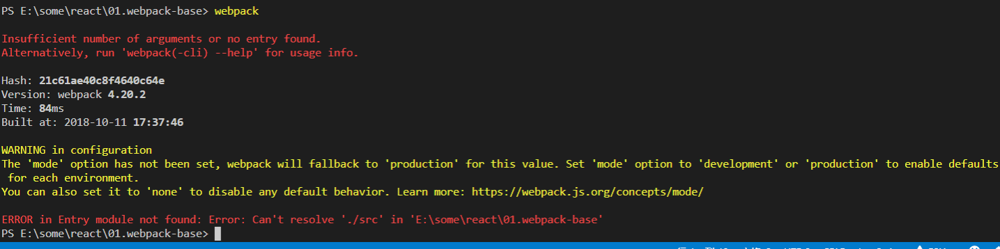 PS E:\some\react\01.webpack-base> webpack
Insufficient number of arguments or no entry found.
Alternatively, run 'webpack(-cli) --help' for usage info.
Hash: 21c61ae40c8f4640c64e
Version: webpack 4.20.2
Time: 84ms
Built at: 2018-10-11 17:37:46
WARNING in configuration
The 'mode' option has not been set, webpack will fallback to 'production' for this value. Set 'mode' option to 'development' or 'production' to enable defaults
for each environment.
You can also set it to 'none' to disable any default behavior. Learn more: https://webpack.js.org/concepts/mode/
ERROR in Entry module not found: Error: Can't resolve './src' in 'E:\some\react\01.webpack-base'
PS E:\some\react\01.webpack-base>